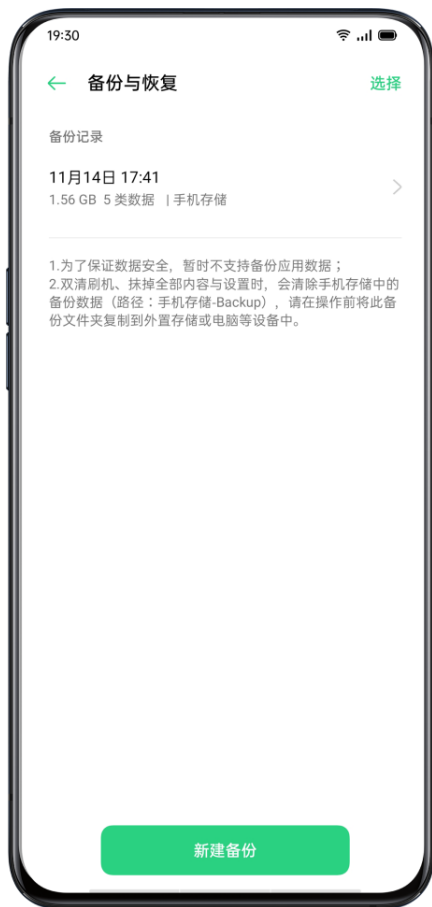 19:30
备份与恢复
选择
备份记录
11月14日 17:41
1.56 GB 5 类数据 | 手机存储
1.为了保证数据安全，暂时不支持备份应用数据；
2.双清刷机、抹掉全部内容与设置时，会清除手机存储中的
备份数据（路径：手机存储-Backup），请在操作前将此备
份文件夹复制到外置存储或电脑等设备中。
新建备份